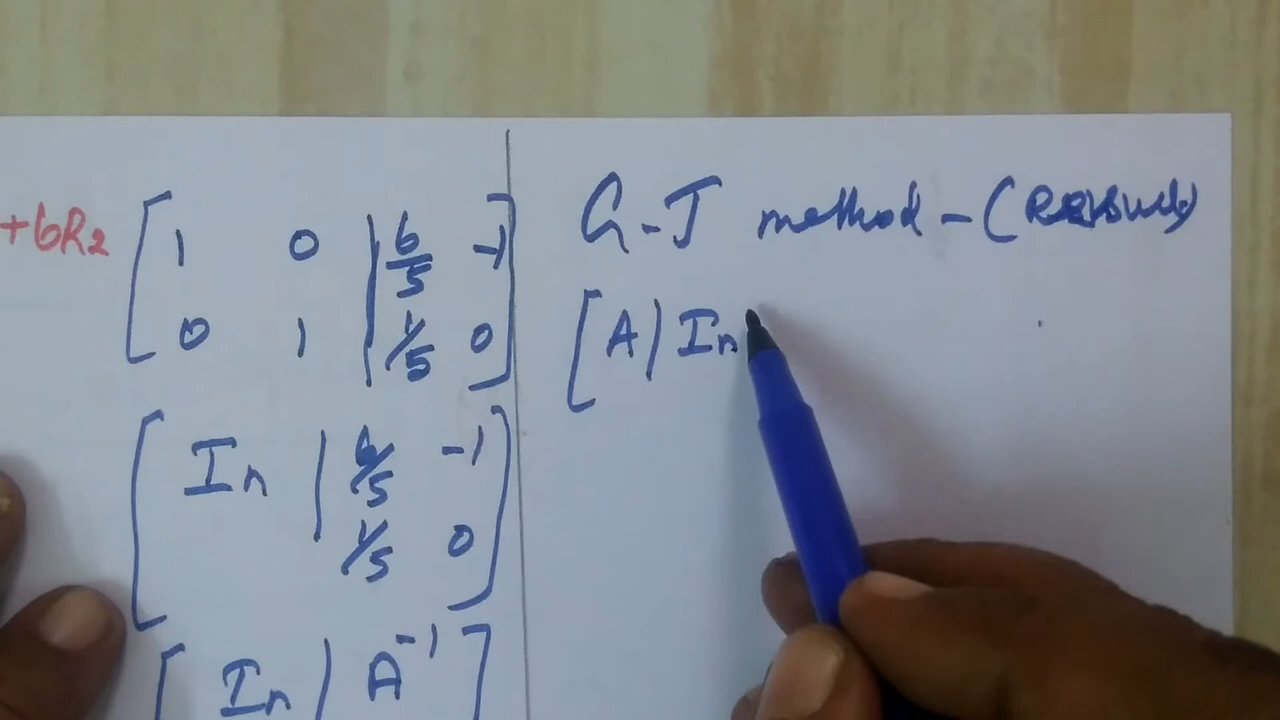 +6R2 [ 1 0 | 6/5 -1
0 1 | 1/5 0 ]
[ In | 6/5 -1
1/5 0 ]
[ In | A^-1 ]
G-J method - (
[ A | In